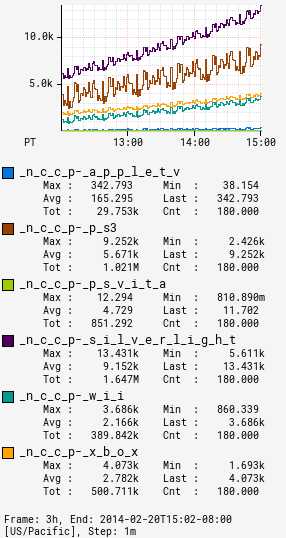 10.0k
5.0k
PT 13:00 14:00 15:00
_n_c_c_p_-_a_p_p_l_e_t_v
Max : 342.793 Min : 38.154
Avg : 165.295 Last : 342.793
Tot : 29.753k Cnt : 180.000
_n_c_c_p_-_p_s3
Max : 9.252k Min : 2.426k
Avg : 5.671k Last : 9.252k
Tot : 1.021M Cnt : 180.000
_n_c_c_p_-_p_s_v_i_t_a
Max : 12.294 Min : 810.890m
Avg : 4.729 Last : 11.702
Tot : 851.292 Cnt : 180.000
_n_c_c_p_-_s_i_l_v_e_r_l_i_g_h_t
Max : 13.431k Min : 5.611k
Avg : 9.152k Last : 13.431k
Tot : 1.647M Cnt : 180.000
_n_c_c_p_-_w_i_i
Max : 3.686k Min : 860.339
Avg : 2.166k Last : 3.686k
Tot : 389.842k Cnt : 180.000
_n_c_c_p_-_x_b_o_x
Max : 4.073k Min : 1.693k
Avg : 2.782k Last : 4.073k
Tot : 500.711k Cnt : 180.000
Frame: 3h, End: 2014-02-20T15:02-08:00
[US/Pacific], Step: 1m